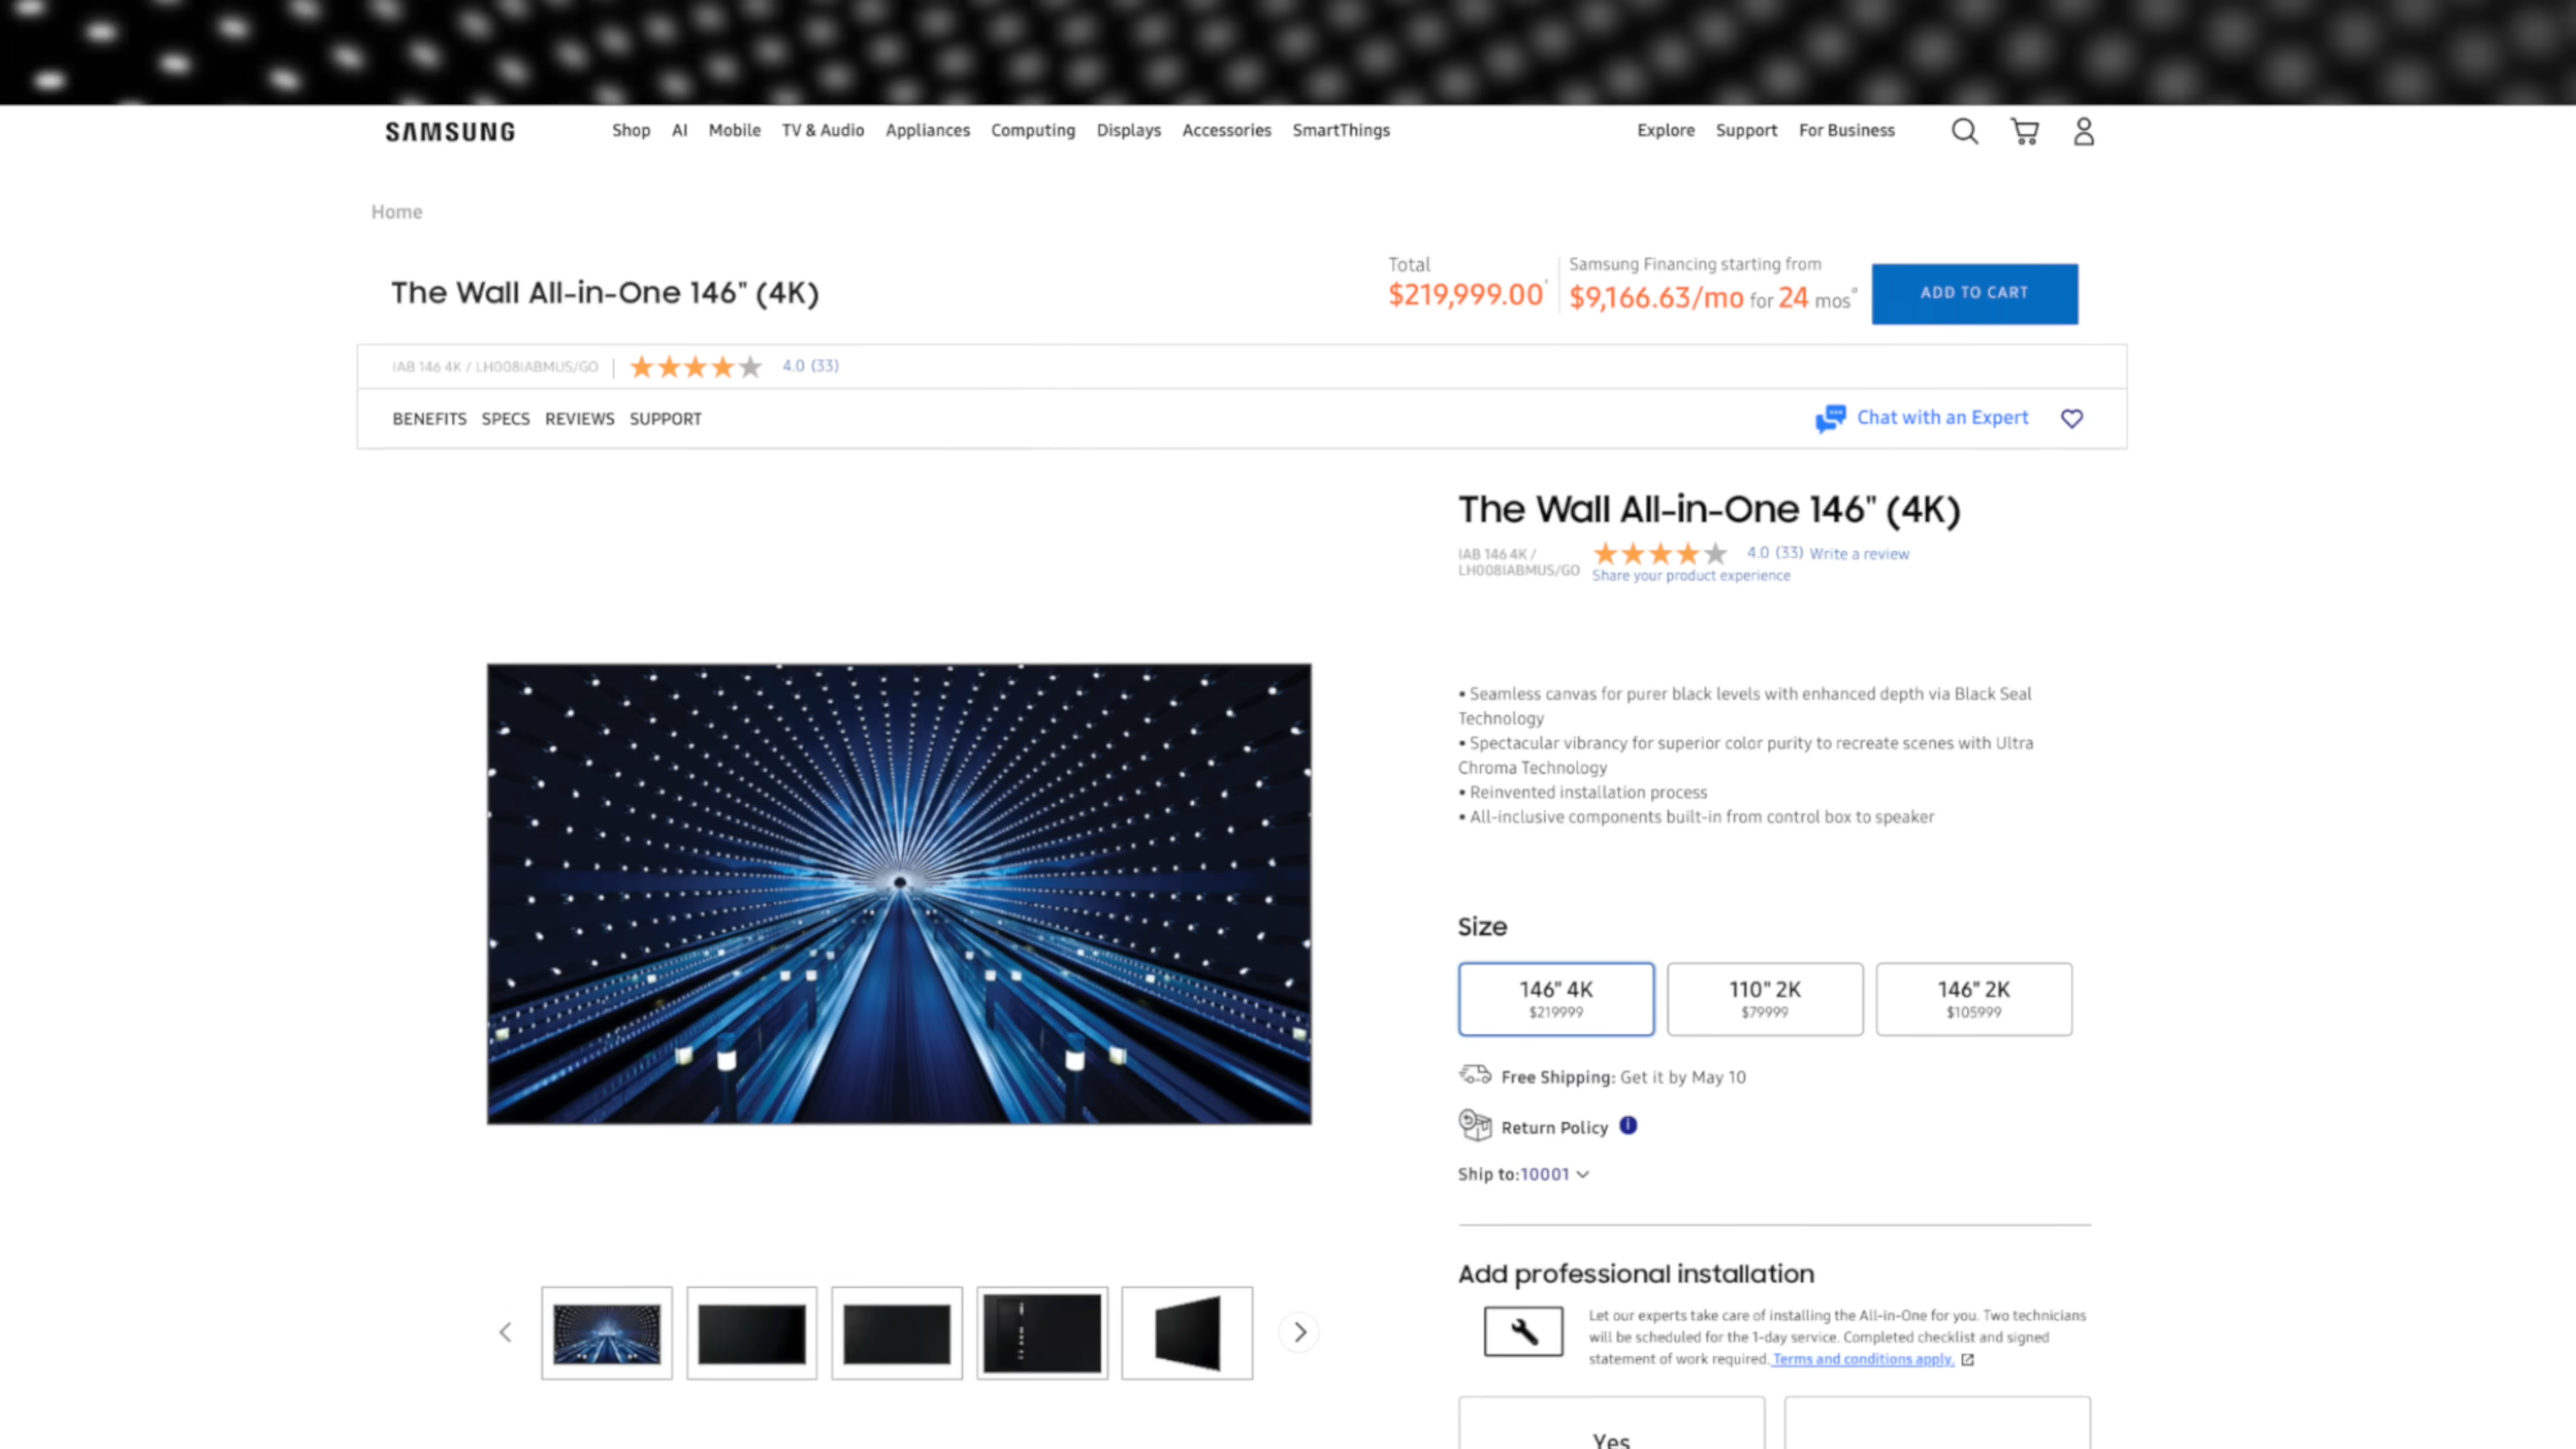 SAMSUNG
Shop AI Mobile TV & Audio Appliances Computing Displays Accessories SmartThings
Explore Support For Business
Home
The Wall All-in-One 146" (4K)
Total
$219,999.00
Samsung Financing starting from
$9,166.63/mo for 24 mos
ADD TO CART
IAB 146 4K / LH008IABMUS/GO | 4.0 (33)
BENEFITS SPECS REVIEWS SUPPORT
Chat with an Expert
The Wall All-in-One 146" (4K)
IAB 146 4K /
LH008IABMUS/GO
4.0 (33) Write a review
Share your product experience
• Seamless canvas for purer black levels with enhanced depth via Black Seal
Technology
• Spectacular vibrancy for superior color purity to recreate scenes with Ultra
Chroma Technology
• Reinvented installation process
• All-inclusive components built-in from control box to speaker
Size
146" 4K
$219999
110" 2K
$79999
146" 2K
$105999
Free Shipping: Get it by May 10
Return Policy
Ship to:10001
Add professional installation
Let our experts take care of installing the All-in-One for you. Two technicians
will be scheduled for the 1-day service. Completed checklist and signed
statement of work required. Terms and conditions apply.
Yes